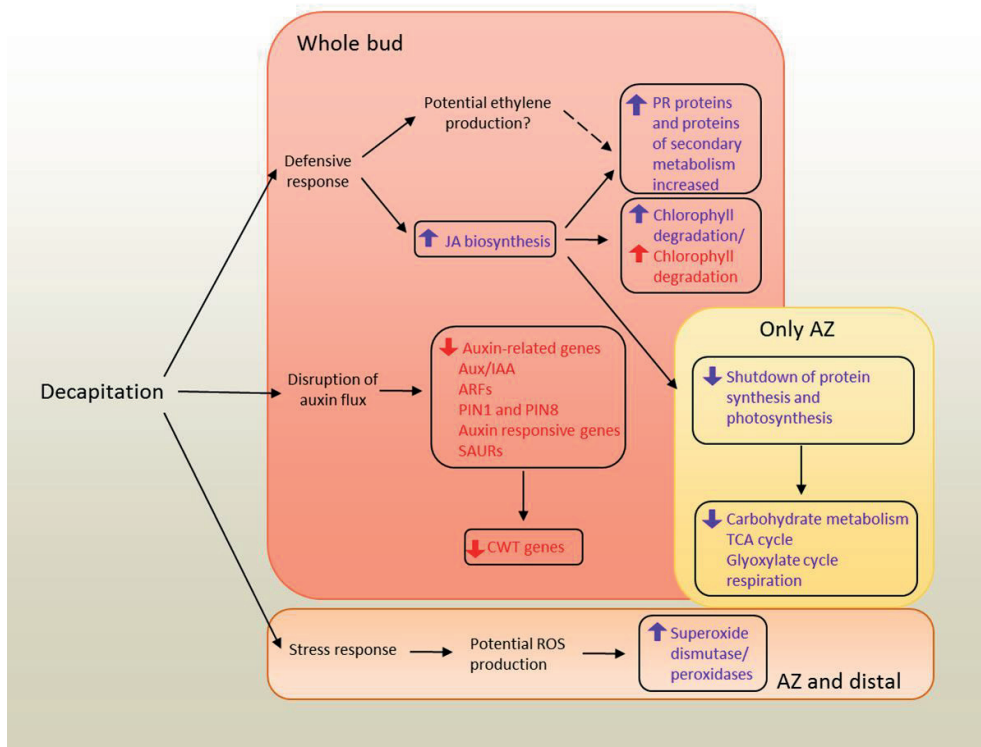 Whole bud
Potential ethylene
production?
PR proteins
and proteins
of secondary
metabolism
increased
Defensive
response
JA biosynthesis
Chlorophyll
degradation/
Chlorophyll
degradation
Only AZ
Decapitation
Disruption of
auxin flux
Auxin-related genes
Aux/IAA
ARFs
PIN1 and PIN8
Auxin responsive genes
SAURs
Shutdown of protein
synthesis and
photosynthesis
CWT genes
Carbohydrate metabolism
TCA cycle
Glyoxylate cycle
respiration
Stress response
Potential ROS
production
Superoxide
dismutase/
peroxidases
AZ and distal